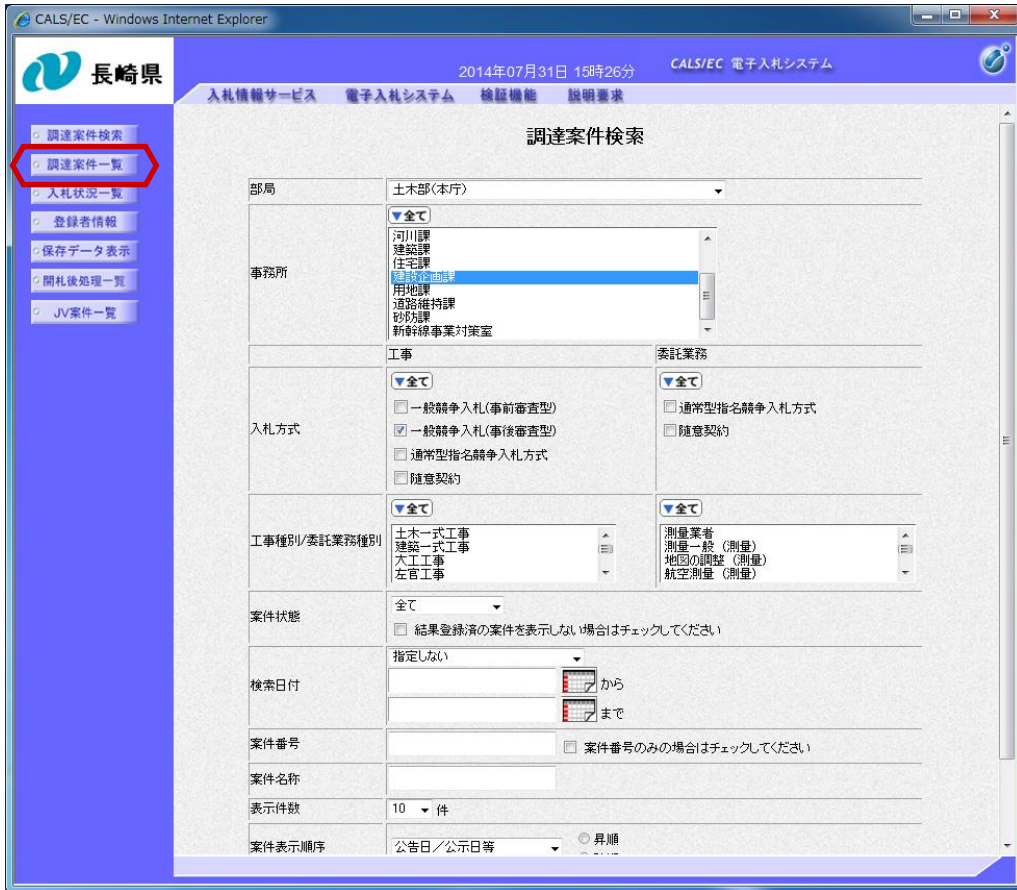 CALS/EC - Windows Internet Explorer
長崎県
2014年07月31日 15時26分
CALS/EC 電子入札システム
入札情報サービス 電子入札システム 検証機能 説明要求
調達案件検索
調達案件一覧
入札状況一覧
登録者情報
保存データ表示
開札後処理一覧
JV案件一覧
調達案件検索
部局 土木部(本庁)
事務所
▼全て
河川課
建築課
住宅課
建設企画課
用地課
道路維持課
砂防課
新幹線事業対策室
工事 委託業務
入札方式
▼全て ▼全て
一般競争入札(事前審査型) 通常型指名競争入札方式
一般競争入札(事後審査型) 随意契約
通常型指名競争入札方式
随意契約
工事種別/委託業務種別
▼全て ▼全て
土木一式工事 測量業者
建築一式工事 測量一般 (測量)
大工工事 地図の調整 (測量)
左官工事 航空測量 (測量)
案件状態 全て
結果登録済の案件を表示しない場合はチェックしてください
検索日付 指定しない
から
まで
案件番号 案件番号のみの場合はチェックしてください
案件名称
表示件数 10 件
案件表示順序 公告日/公示日等 昇順